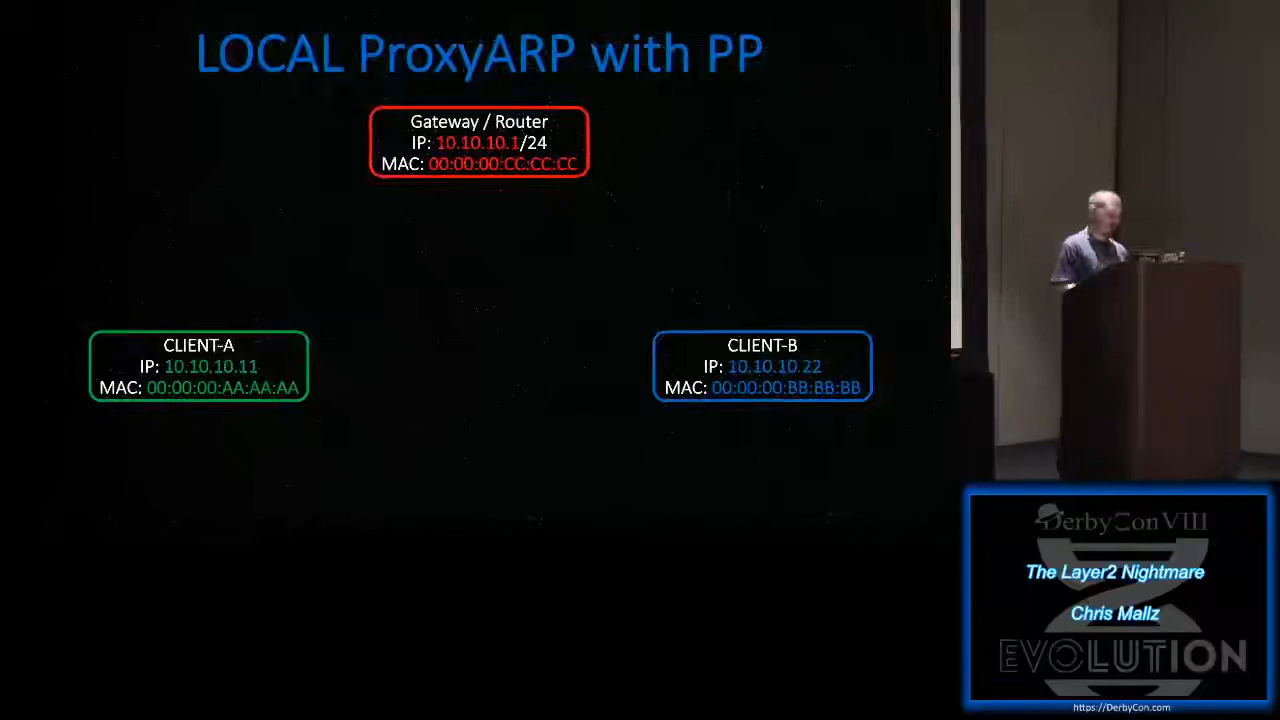 LOCAL ProxyARP with PP
Gateway / Router
IP: 10.10.10.1/24
MAC: 00:00:00:CC:CC:CC
CLIENT-A
IP: 10.10.10.11
MAC: 00:00:00:AA:AA:AA
CLIENT-B
IP: 10.10.10.22
MAC: 00:00:00:BB:BB:BB
DerbyCon VIII
The Layer2 Nightmare
Chris Mallz
EVOLUTION
https://DerbyCon.com